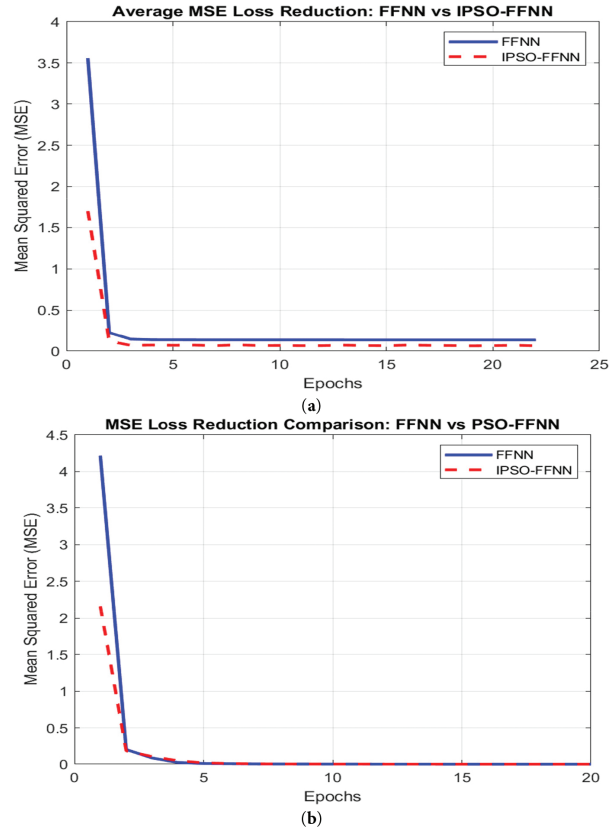 Average MSE Loss Reduction: FFNN vs IPSO-FFNN
FFNN
IPSO-FFNN
Mean Squared Error (MSE)
4
3.5
3
2.5
2
1.5
1
0.5
0
0 5 10 15 20 25
Epochs
(a)
MSE Loss Reduction Comparison: FFNN vs PSO-FFNN
FFNN
IPSO-FFNN
Mean Squared Error (MSE)
4.5
4
3.5
3
2.5
2
1.5
1
0.5
0
0 5 10 15 20
Epochs
(b)